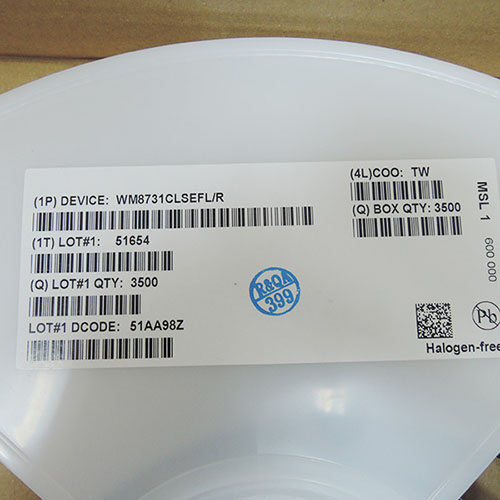 (1P) DEVICE: WM8731CLSEFL/R
(4L)COO: TW
(Q) BOX QTY: 3500
(1T) LOT#1: 51654
(Q) LOT#1 QTY: 3500
LOT#1 DCODE: 51AA98Z
R&QA
399
MSL 1
600 000
Pb
Halogen-free